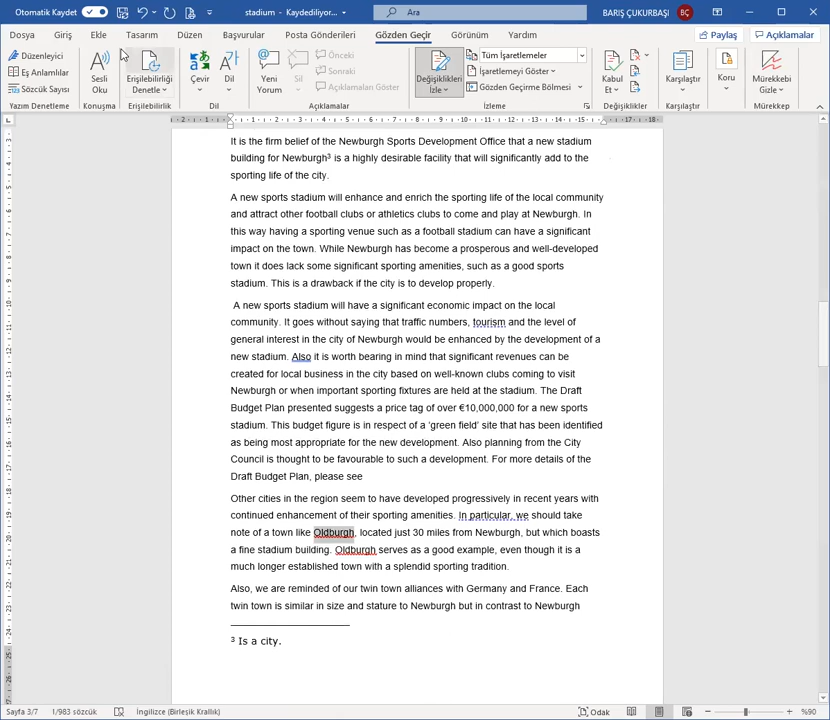 Otomatik Kaydet
stadium - Kaydediliyor...
Ara
BARIŞ ÇUKURBAŞI
BÇ
Dosya Giriş Ekle Tasarım Düzen Başvurular Posta Gönderileri Gözden Geçir Görünüm Yardım
Paylaş
Açıklamalar
Düzenleyici
Eş Anlamlılar
Sözcük Sayısı
Yazım Denetleme
Sesli Oku
Konuşma
Erişilebilirliği Denetle
Erişilebilirlik
Çevir
Dil
Dil
Yeni Yorum
Sil
Önceki
Sonraki
Açıklamaları Göster
Açıklamalar
Değişiklikleri İzle
Tüm İşaretlemeler
İşaretlemeyi Göster
Gözden Geçirme Bölmesi
İzleme
Kabul Et
Değişiklikler
Karşılaştır
Karşılaştır
Koru
Mürekkebi Gizle
Mürekkep
It is the firm belief of the Newburgh Sports Development Office that a new stadium
building for Newburgh³ is a highly desirable facility that will significantly add to the
sporting life of the city.
A new sports stadium will enhance and enrich the sporting life of the local community
and attract other football clubs or athletics clubs to come and play at Newburgh. In
this way having a sporting venue such as a football stadium can have a significant
impact on the town. While Newburgh has become a prosperous and well-developed
town it does lack some significant sporting amenities, such as a good sports
stadium. This is a drawback if the city is to develop properly.
A new sports stadium will have a significant economic impact on the local
community. It goes without saying that traffic numbers, tourism and the level of
general interest in the city of Newburgh would be enhanced by the development of a
new stadium. Also it is worth bearing in mind that significant revenues can be
created for local business in the city based on well-known clubs coming to visit
Newburgh or when important sporting fixtures are held at the stadium. The Draft
Budget Plan presented suggests a price tag of over €10,000,000 for a new sports
stadium. This budget figure is in respect of a ‘green field’ site that has been identified
as being most appropriate for the new development. Also planning from the City
Council is thought to be favourable to such a development. For more details of the
Draft Budget Plan, please see
Other cities in the region seem to have developed progressively in recent years with
continued enhancement of their sporting amenities. In particular, we should take
note of a town like Oldburgh, located just 30 miles from Newburgh, but which boasts
a fine stadium building. Oldburgh serves as a good example, even though it is a
much longer established town with a splendid sporting tradition.
Also, we are reminded of our twin town alliances with Germany and France. Each
twin town is similar in size and stature to Newburgh but in contrast to Newburgh
³ Is a city.
Sayfa 3/7
1/983 sözcük
İngilizce (Birleşik Krallık)
Odak
%90